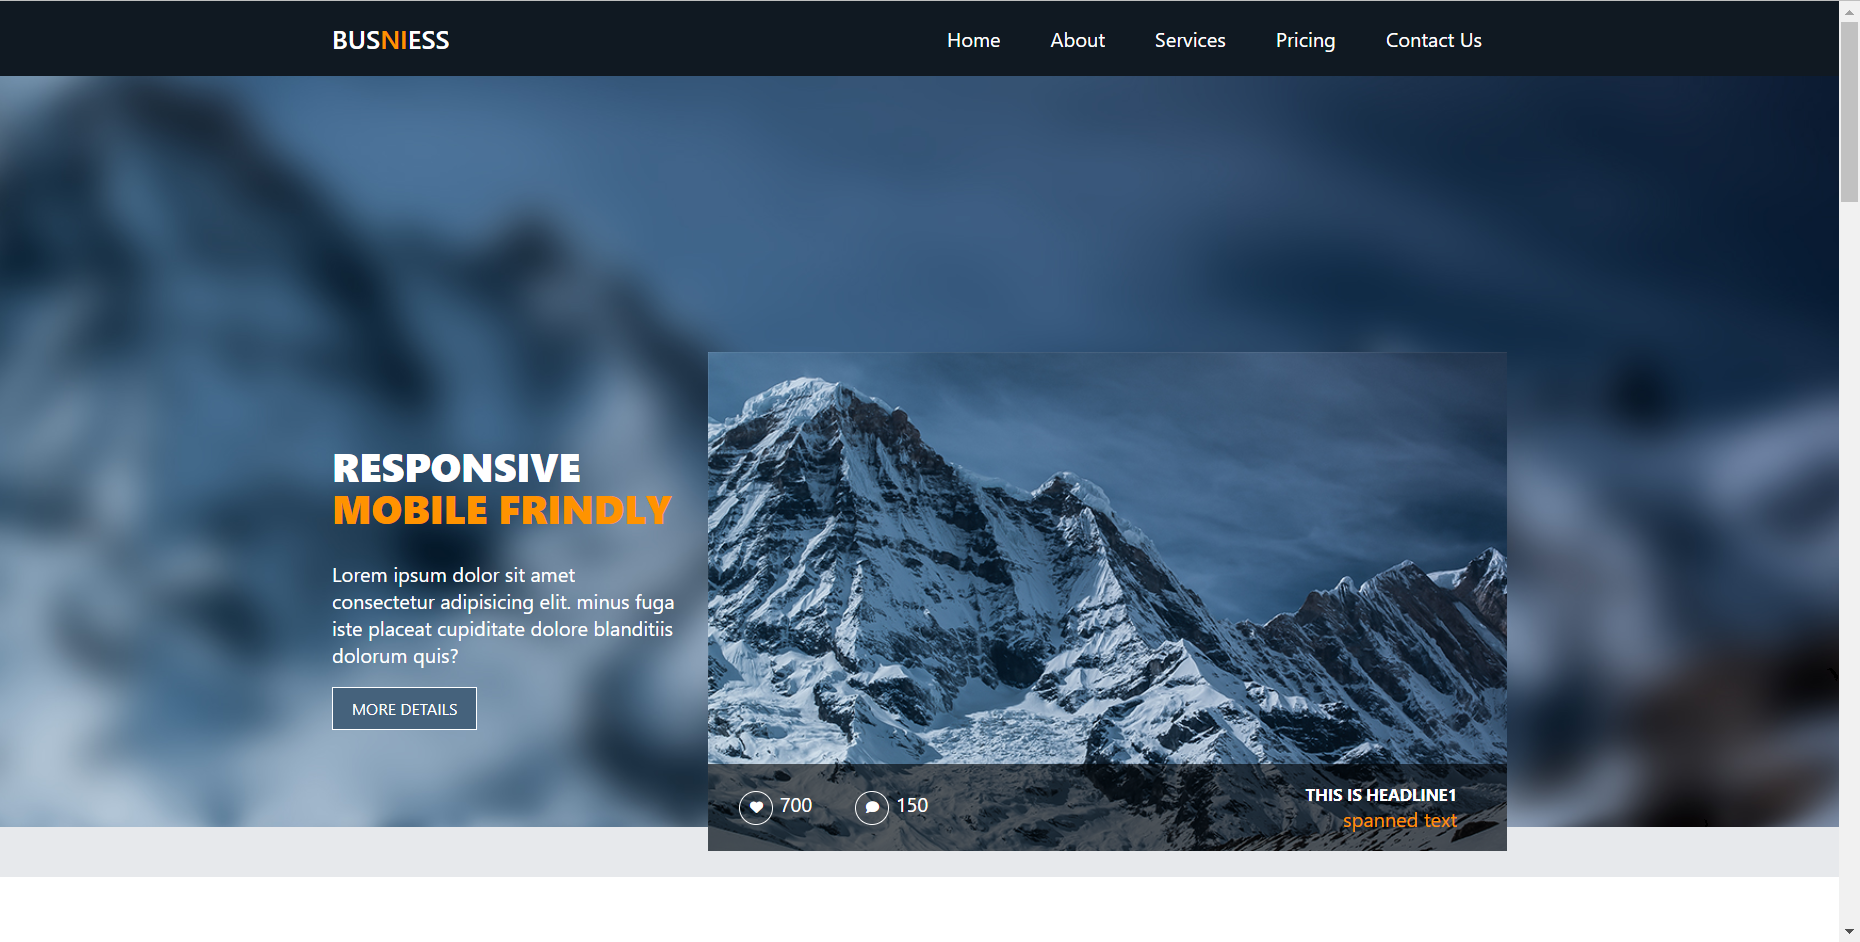 BUSNIESS
Home About Services Pricing Contact Us
RESPONSIVE
MOBILE FRINDLY
Lorem ipsum dolor sit amet
consectetur adipisicing elit. minus fuga
iste placeat cupiditate dolore blanditiis
dolorum quis?
MORE DETAILS
700 150
THIS IS HEADLINE1
spanned text